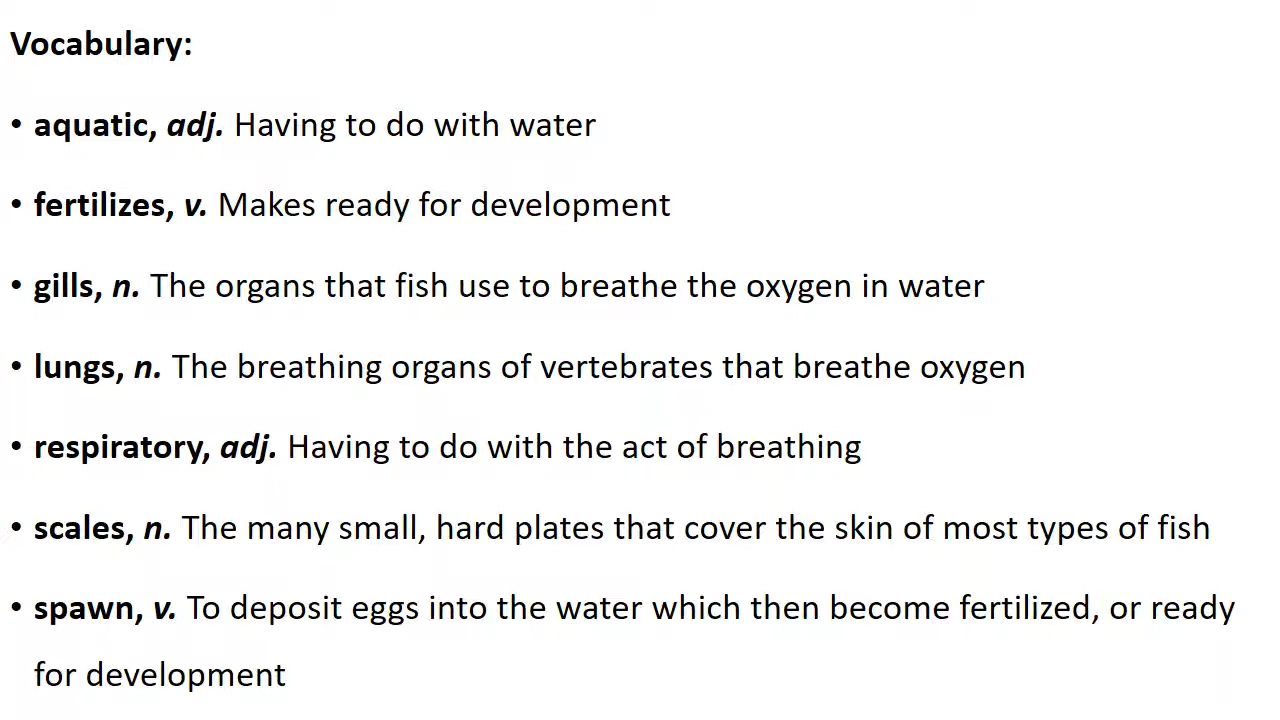 Vocabulary:
• aquatic, adj. Having to do with water
• fertilizes, v. Makes ready for development
• gills, n. The organs that fish use to breathe the oxygen in water
• lungs, n. The breathing organs of vertebrates that breathe oxygen
• respiratory, adj. Having to do with the act of breathing
• scales, n. The many small, hard plates that cover the skin of most types of fish
• spawn, v. To deposit eggs into the water which then become fertilized, or ready
for development